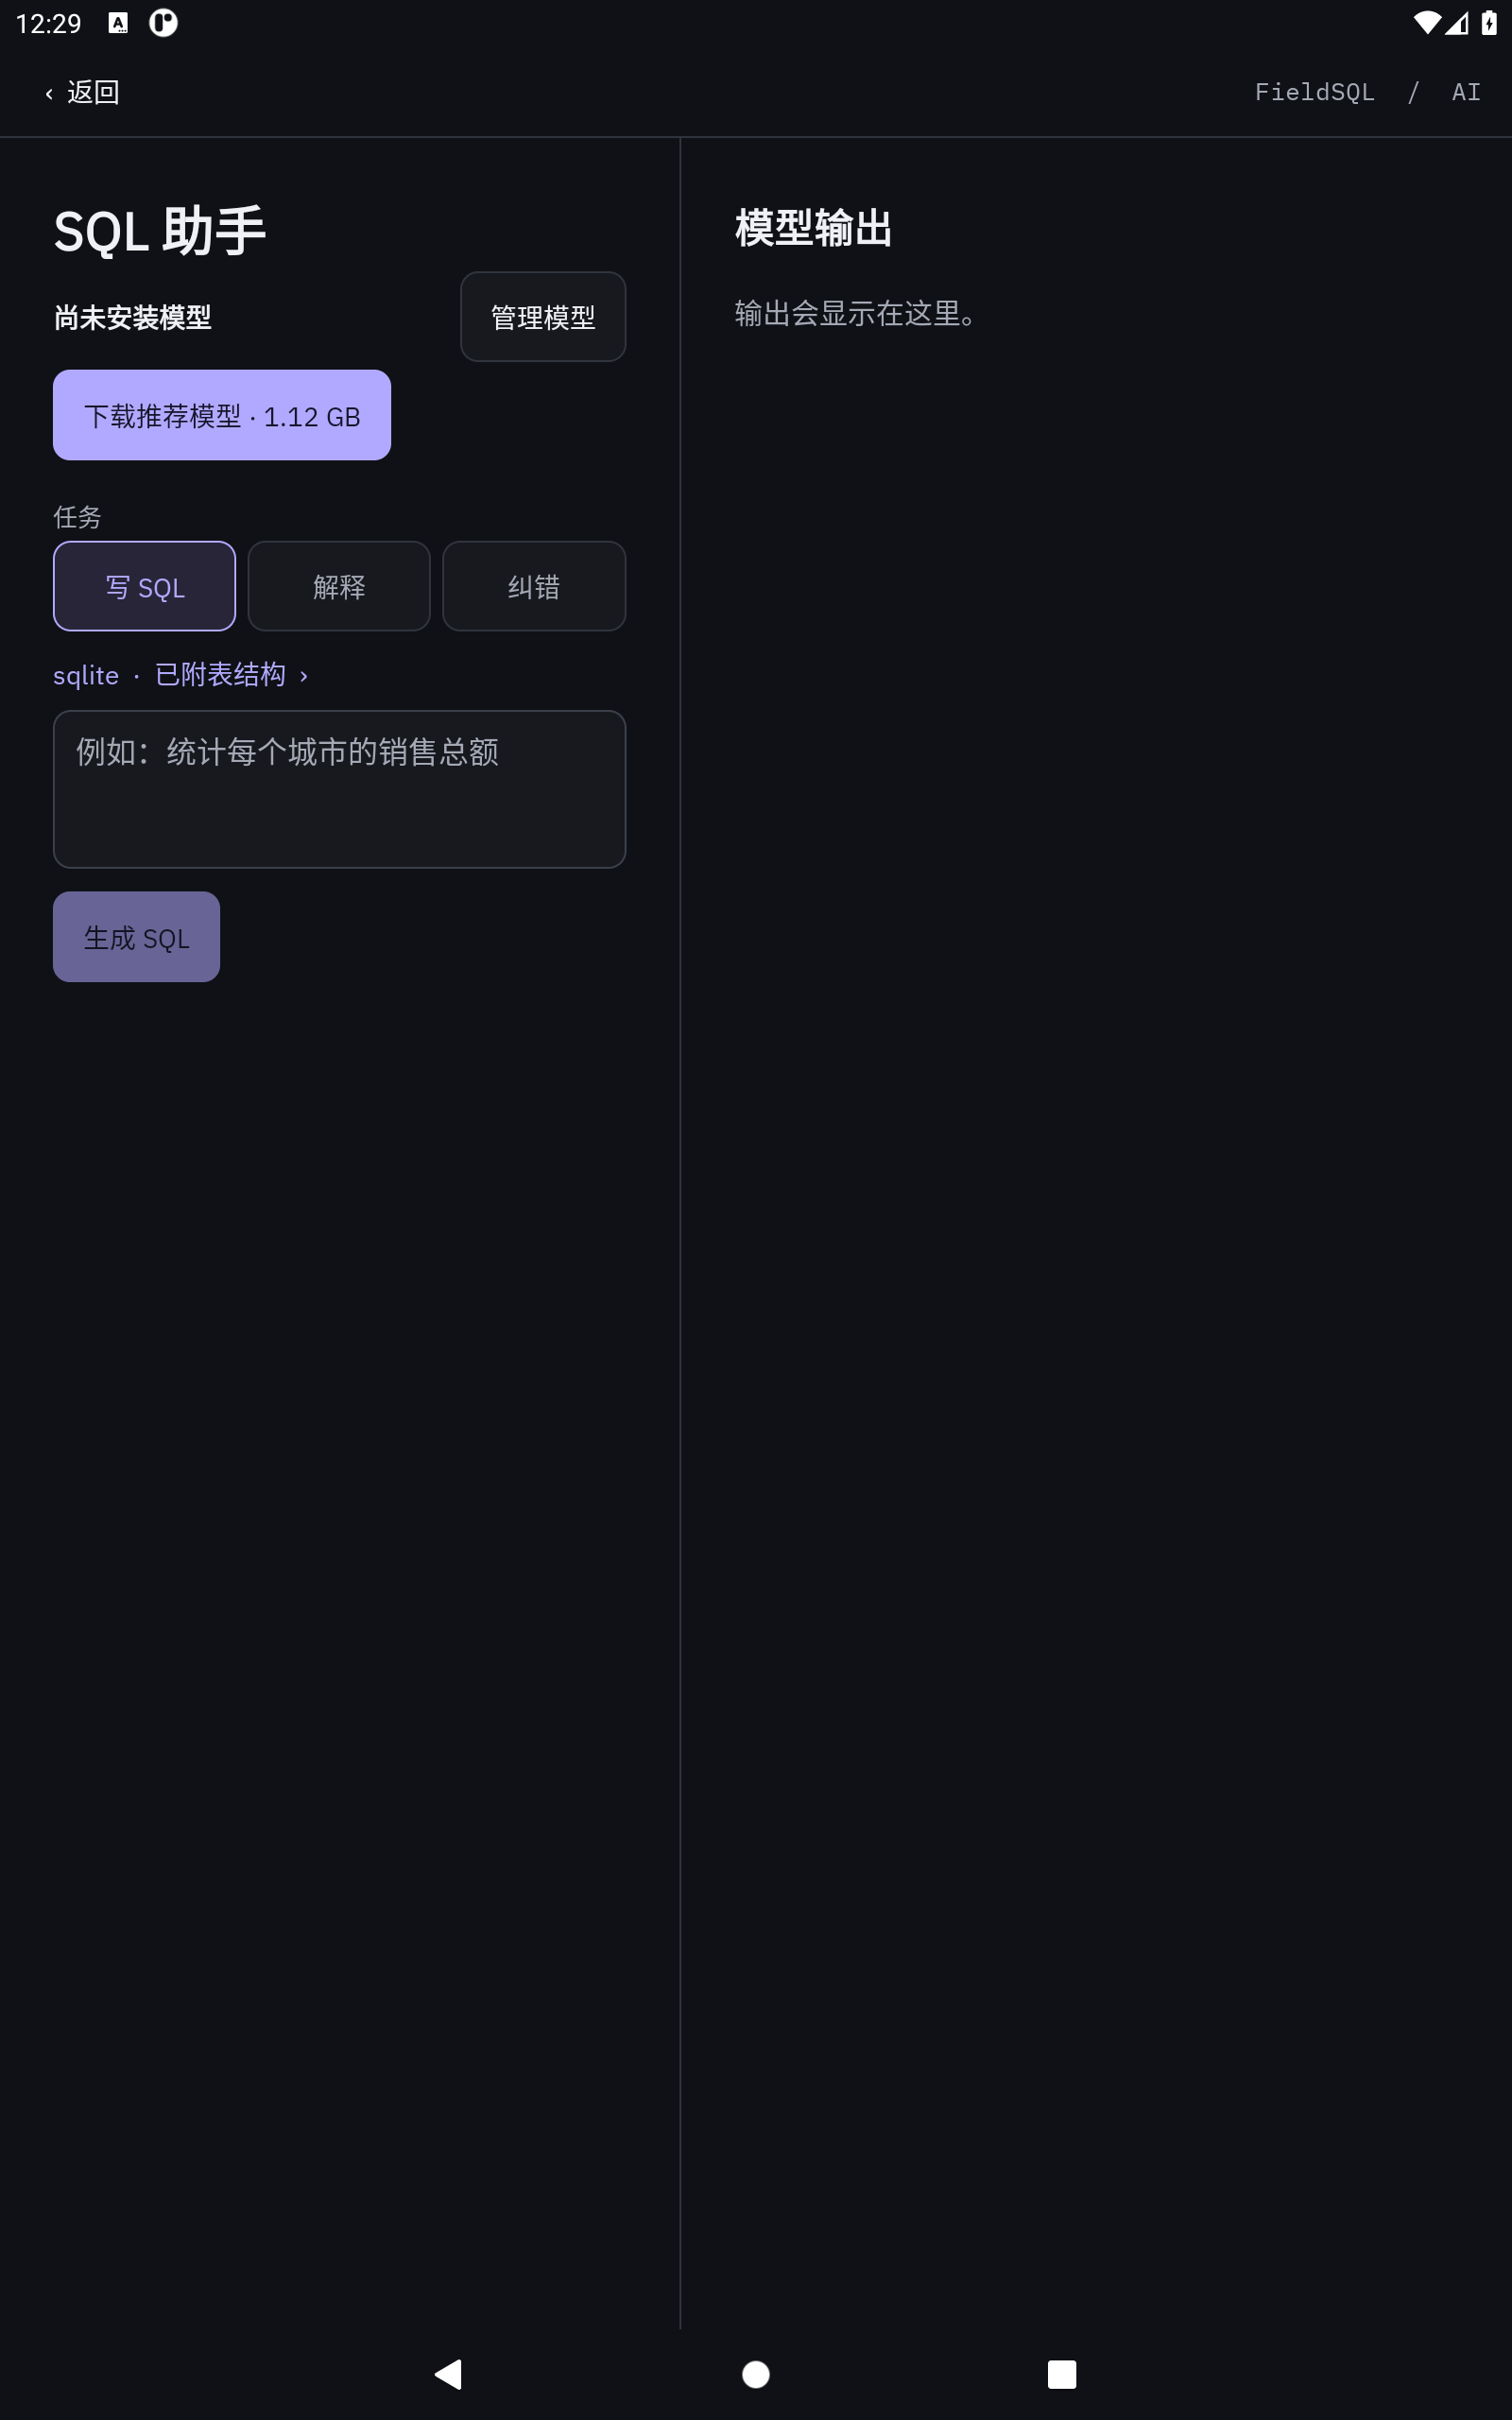 12:29
‹ 返回
FieldSQL / AI
SQL 助手
尚未安装模型
管理模型
下载推荐模型 · 1.12 GB
任务
写 SQL
解释
纠错
sqlite · 已附表结构 ›
例如：统计每个城市的销售总额
生成 SQL
模型输出
输出会显示在这里。